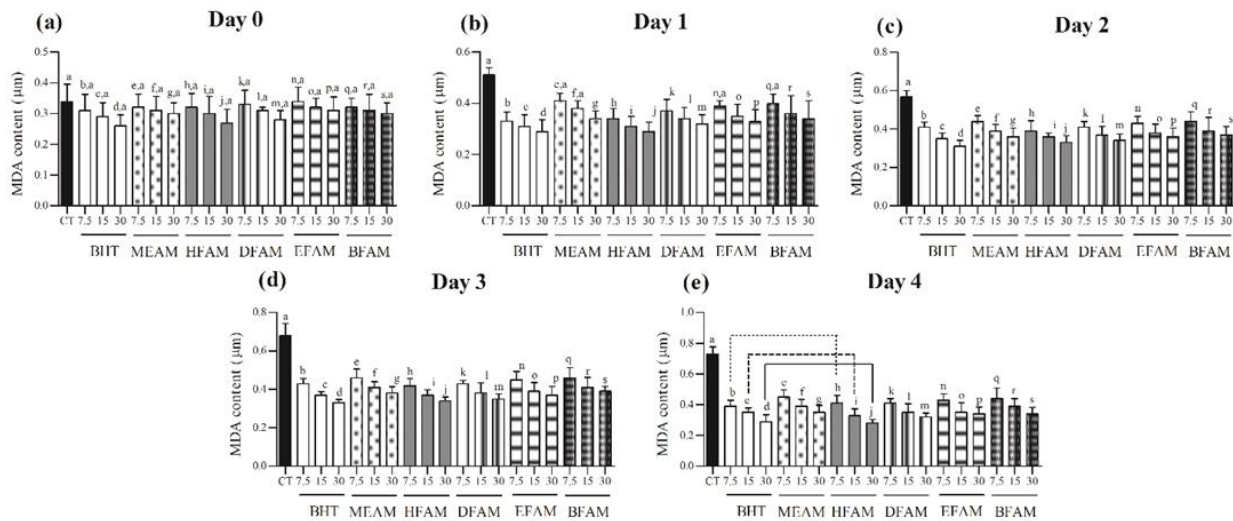 (a) Day 0
MDA content (µm)
0.5
0.4
0.3
0.2
0.1
0.0
a b,a c,a d,a e,a f,a g,a h,a i,a j,a k,a l,a m,a n,a o,a p,a q,a r,a s,a
CT 7,5 15 30 7,5 15 30 7,5 15 30 7,5 15 30 7,5 15 30 7,5 15 30
BHT MEAM HFAM DFAM EFAM BFAM
(b) Day 1
MDA content (µm)
0.6
0.4
0.2
0.0
a b c d e,a f,a g h i j k l m n,a o p q,a r s
CT 7,5 15 30 7,5 15 30 7,5 15 30 7,5 15 30 7,5 15 30 7,5 15 30
BHT MEAM HFAM DFAM EFAM BFAM
(c) Day 2
MDA content (µm)
0.6
0.4
0.2
0.0
a b c d e f g h i j k l m n o p q r s
CT 7,5 15 30 7,5 15 30 7,5 15 30 7,5 15 30 7,5 15 30 7,5 15 30
BHT MEAM HFAM DFAM EFAM BFAM
(d) Day 3
MDA content (µm)
0.8
0.6
0.4
0.2
0.0
a b c d e f g h i j k l m n o p q r s
CT 7,5 15 30 7,5 15 30 7,5 15 30 7,5 15 30 7,5 15 30 7,5 15 30
BHT MEAM HFAM DFAM EFAM BFAM
(e) Day 4
MDA content (µm)
1.0
0.8
0.6
0.4
0.2
0.0
a b c d e f g h i j k l m n o p q r s
CT 7,5 15 30 7,5 15 30 7,5 15 30 7,5 15 30 7,5 15 30 7,5 15 30
BHT MEAM HFAM DFAM EFAM BFAM